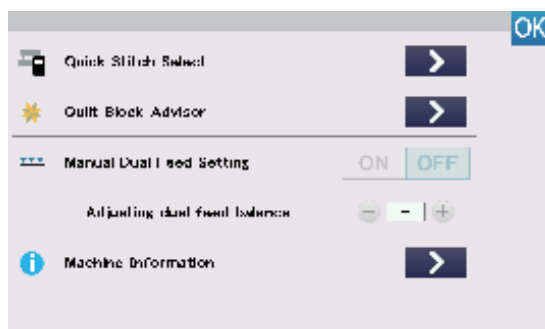 OK
Quick Stitch Select
Quilt Block Advisor
Manual Dual Feed Setting ON OFF
Adjusting dual feed balance - - +
Machine Information